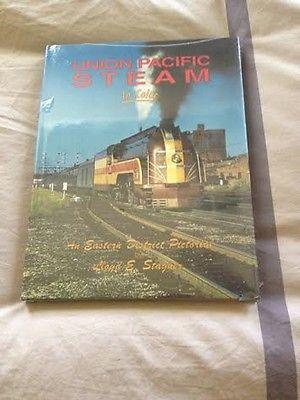 UNION PACIFIC
STEAM
In Color
An Eastern District Pictorial
Lloyd E. Stagner